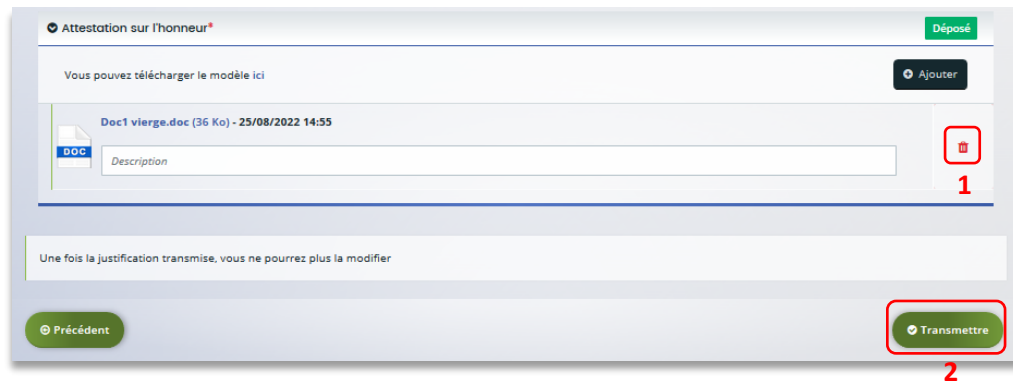 Attestation sur l'honneur*
Déposé
Vous pouvez télécharger le modèle ici
Ajouter
Doc1 vierge.doc (36 Ko) - 25/08/2022 14:55
DOC
Description
1
Une fois la justification transmise, vous ne pourrez plus la modifier
Précédent
Transmettre
2